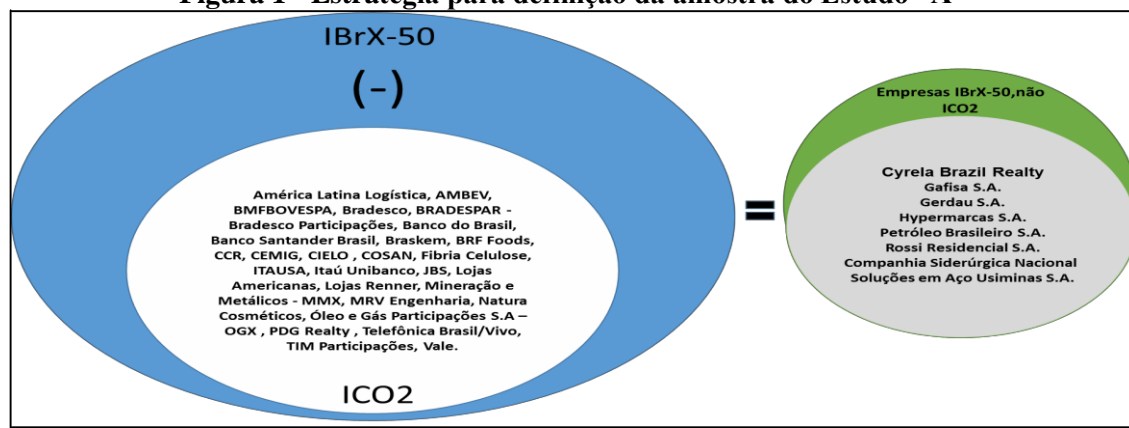 Figura 1 - Estratégia para definição da amostra do Estudo "A"
IBrX-50
(-)
América Latina Logística, AMBEV,
BMFBOVESPA, Bradesco, BRADESPAR -
Bradesco Participações, Banco do Brasil,
Banco Santander Brasil, Braskem, BRF Foods,
CCR, CEMIG, CIELO , COSAN, Fibria Celulose,
ITAUSA, Itaú Unibanco, JBS, Lojas
Americanas, Lojas Renner, Mineração e
Metálicos - MMX, MRV Engenharia, Natura
Cosméticos, Óleo e Gás Participações S.A –
OGX , PDG Realty , Telefônica Brasil/Vivo,
TIM Participações, Vale.
ICO2
=
Empresas IBrX-50,não
ICO2
Cyrela Brazil Realty
Gafisa S.A.
Gerdau S.A.
Hypermarcas S.A.
Petróleo Brasileiro S.A.
Rossi Residencial S.A.
Companhia Siderúrgica Nacional
Soluções em Aço Usiminas S.A.